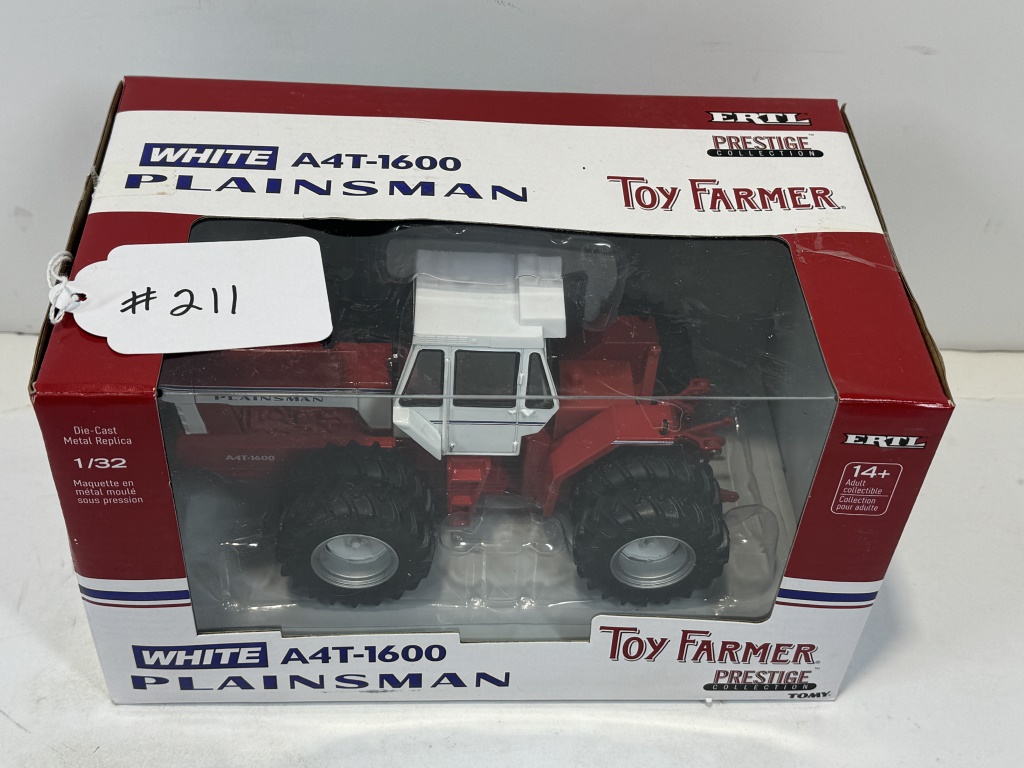 ERTL
PRESTIGE™
COLLECTION
WHITE A4T-1600
PLAINSMAN
TOY FARMER®
# 211
PLAINSMAN
A4T-1600
Die-Cast
Metal Replica
1/32
Maquette en
métal moulé
sous pression
ERTL
14+
Adult
collectible
Collection
pour adulte
WHITE A4T-1600
PLAINSMAN
TOY FARMER®
PRESTIGE™
COLLECTION
TOMY